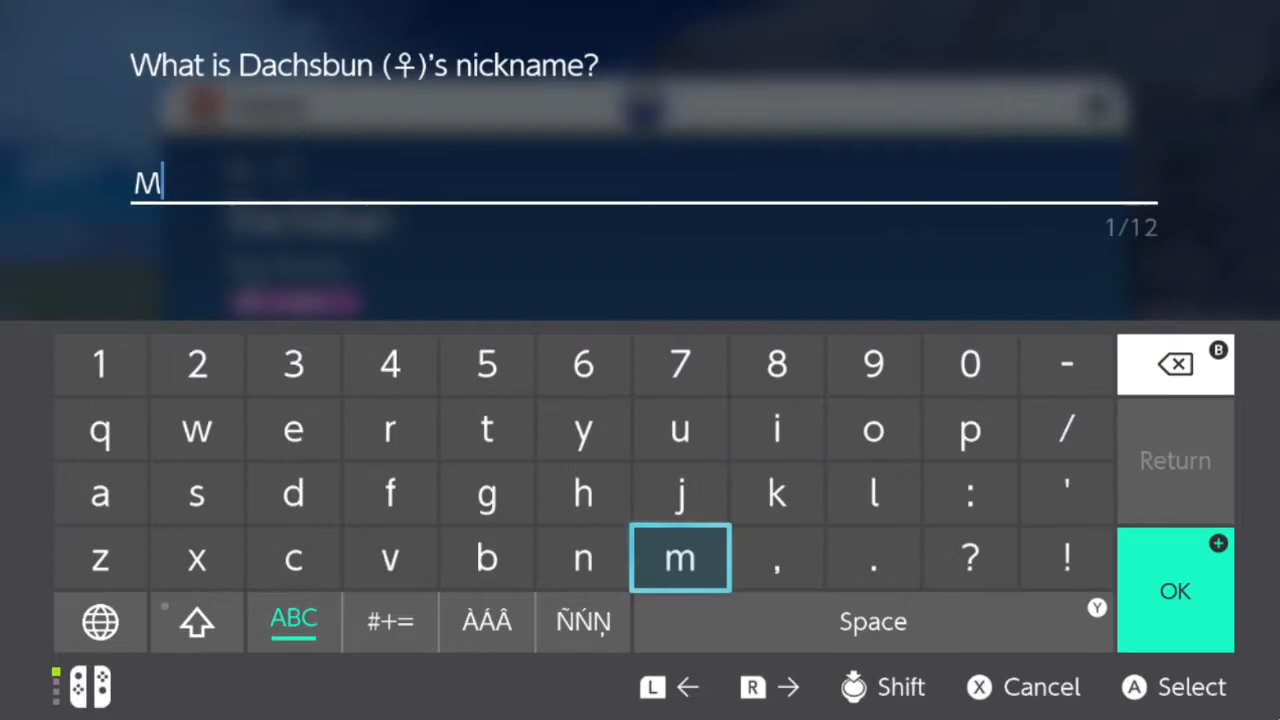 What is Dachsbun (♀)'s nickname?
M
1/12
1 2 3 4 5 6 7 8 9 0 - B
q w e r t y u i o p / Return
a s d f g h j k l : '
z x c v b n m , . ? ! + OK
ABC #+= ÀÁÂ ÑŃŅ Space Y
L ← R → Shift X Cancel A Select